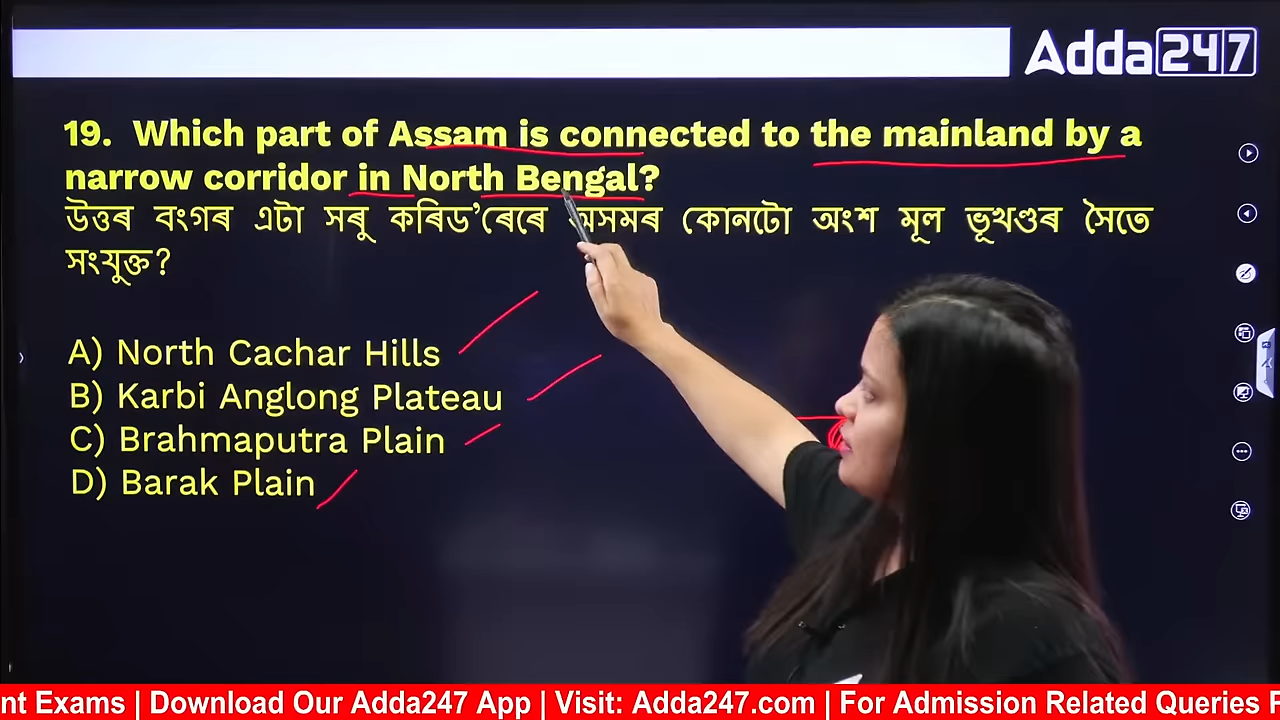 Adda247
19. Which part of Assam is connected to the mainland by a
narrow corridor in North Bengal?
উত্তৰ বংগৰ এটা সৰু কৰিড’ৰেৰে অসমৰ কোনটো অংশ মূল ভূখণ্ডৰ সৈতে
সংযুক্ত?
A) North Cachar Hills
B) Karbi Anglong Plateau
C) Brahmaputra Plain
D) Barak Plain
nt Exams | Download Our Adda247 App | Visit: Adda247.com | For Admission Related Queries